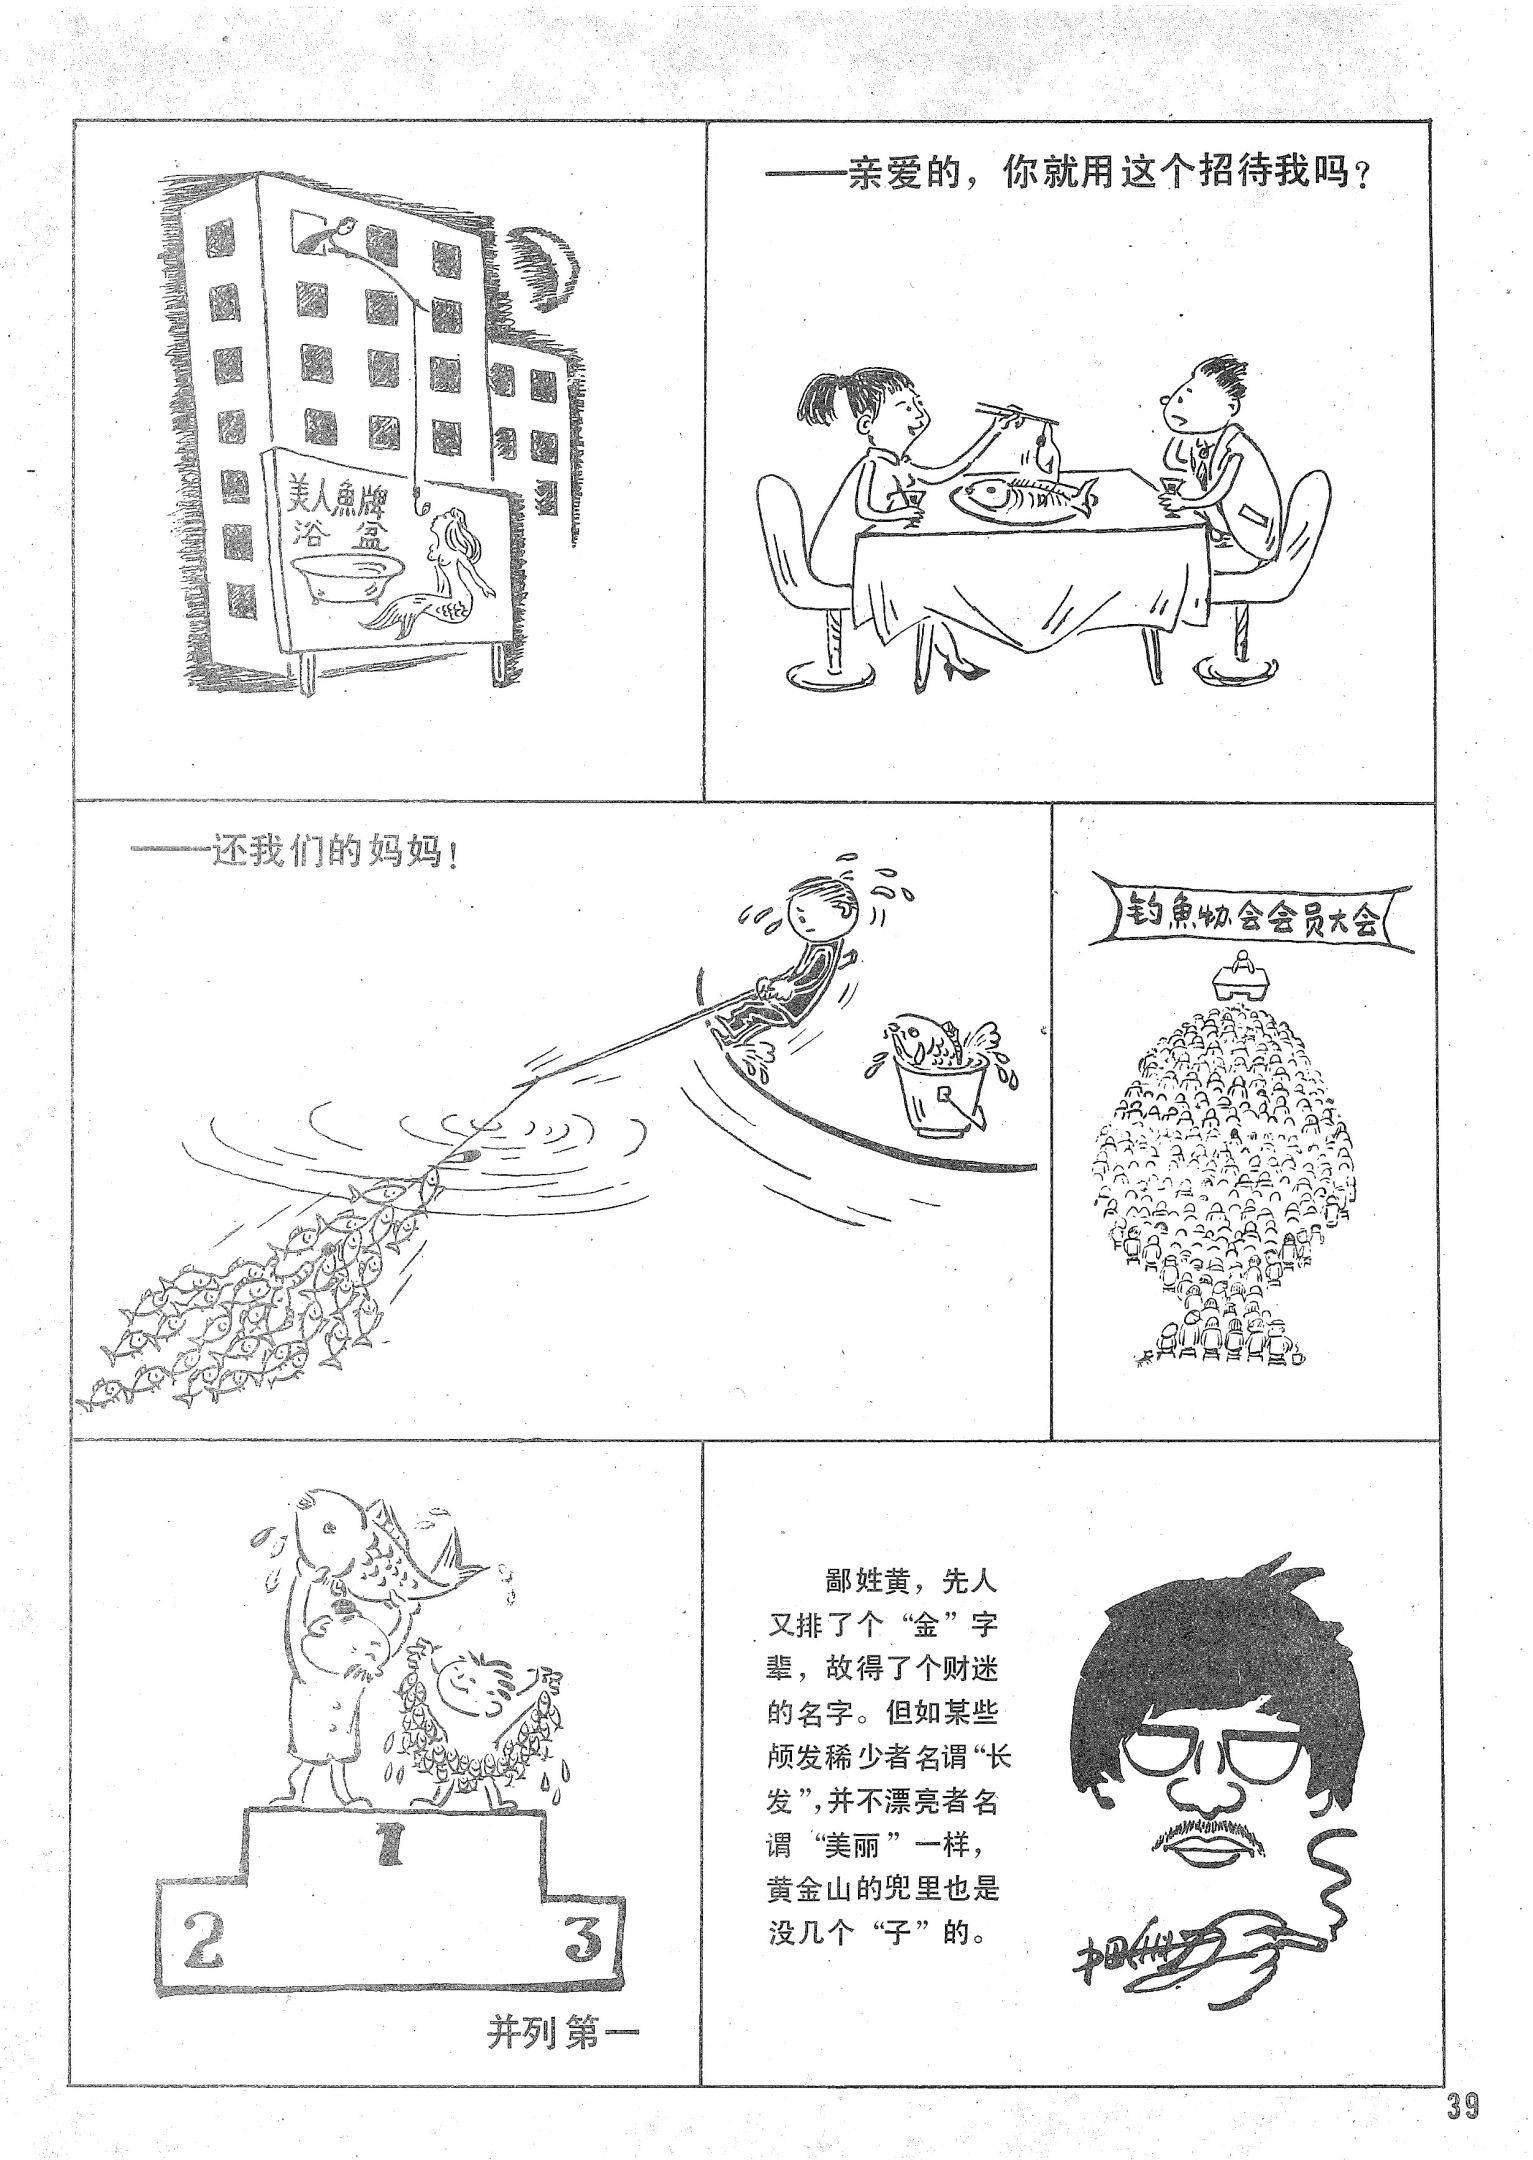 ——亲爱的，你就用这个招待我吗？
美人魚牌
浴盆
——还我们的妈妈！
钓魚协会会员大会
1
2
3
并列第一
鄙姓黄，先人
又排了个“金”字
辈，故得了个财迷
的名字。但如某些
颅发稀少者名谓“长
发”，并不漂亮者名
谓“美丽”一样，
黄金山的兜里也是
没几个“子”的。
39